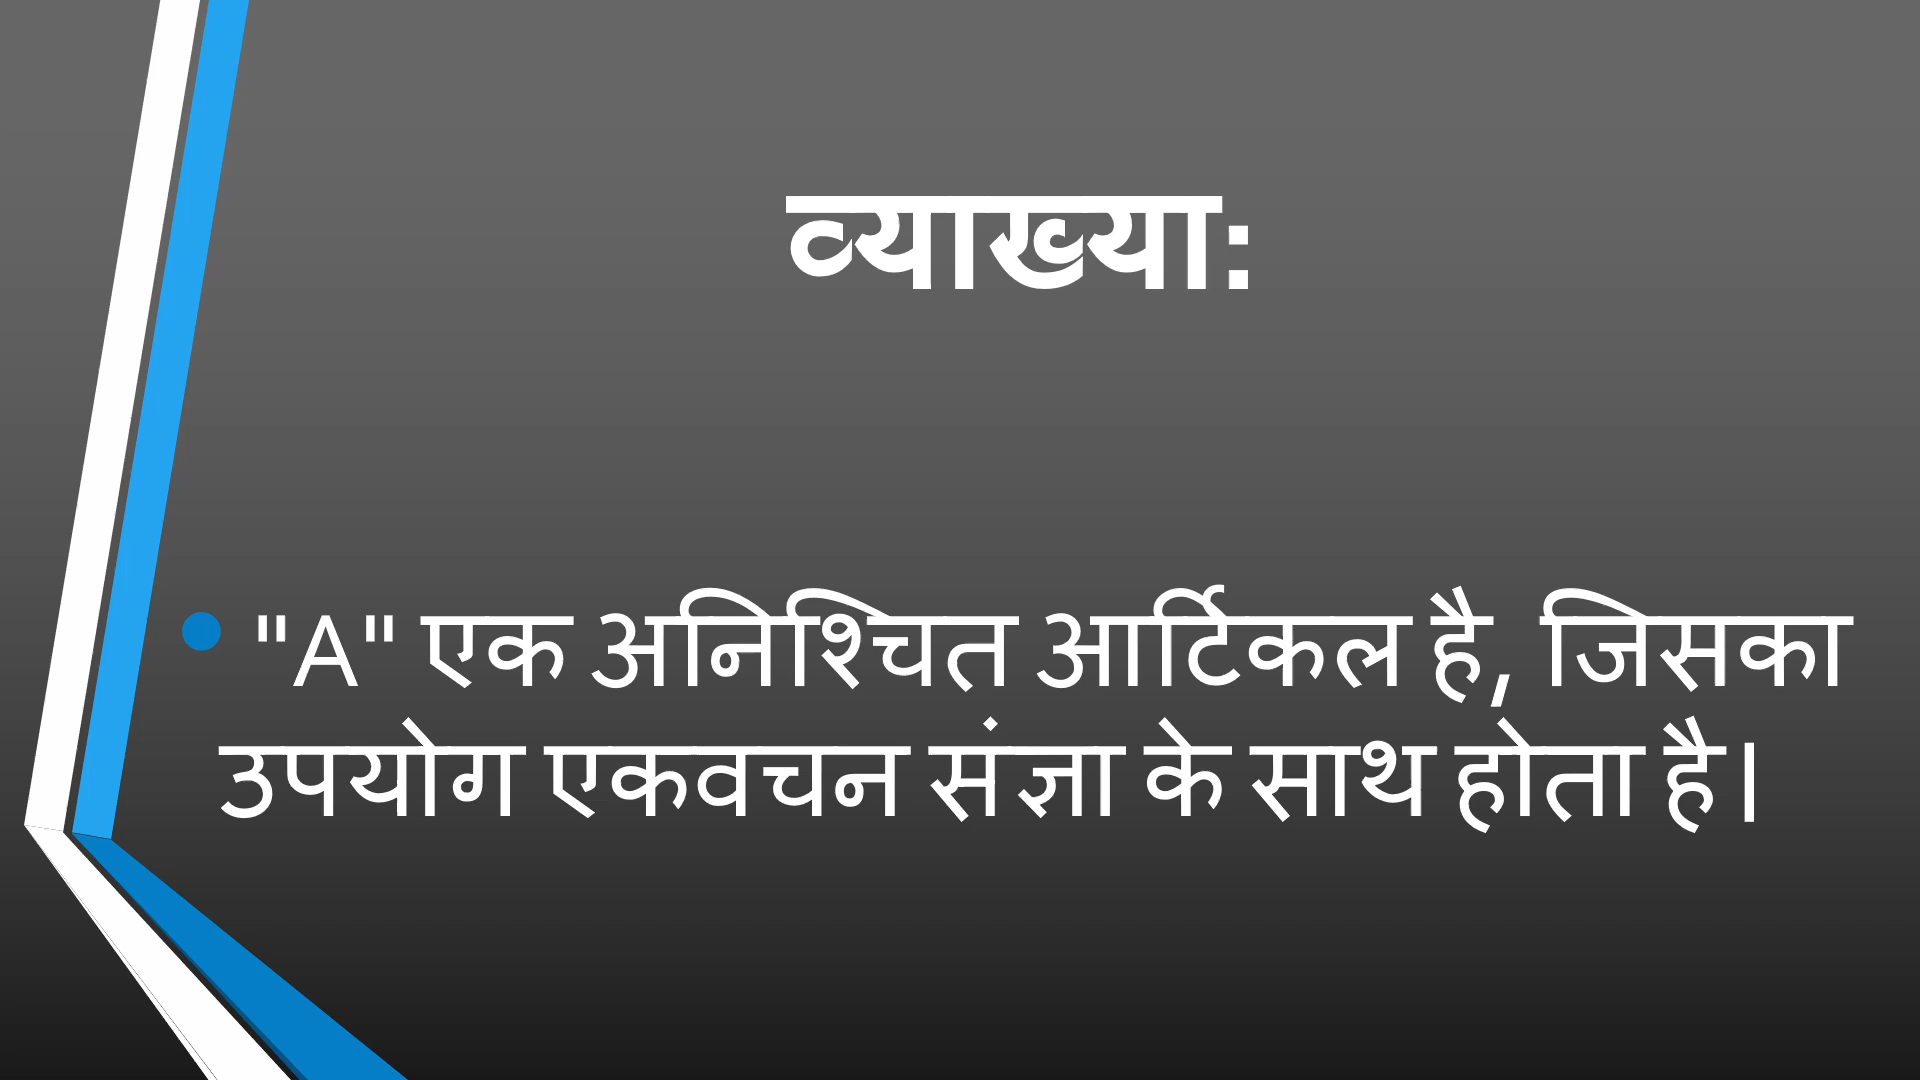 व्याख्या:
"A" एक अनिश्चित आर्टिकल है, जिसका
उपयोग एकवचन संज्ञा के साथ होता है।